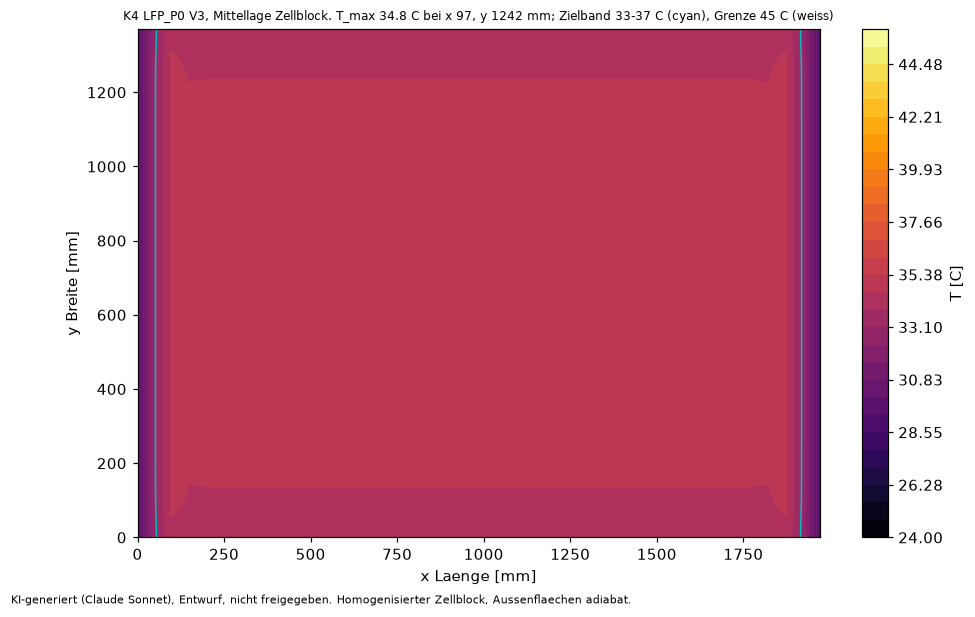 K4 LFP_P0 V3, Mittellage Zellblock. T_max 34.8 C bei x 97, y 1242 mm; Zielband 33-37 C (cyan), Grenze 45 C (weiss)
1200
1000
800
600
400
200
0
y Breite [mm]
0 250 500 750 1000 1250 1500 1750
x Laenge [mm]
44.48
42.21
39.93
37.66
35.38
33.10
30.83
28.55
26.28
24.00
T [C]
KI-generiert (Claude Sonnet), Entwurf, nicht freigegeben. Homogenisierter Zellblock, Aussenflaechen adiabat.